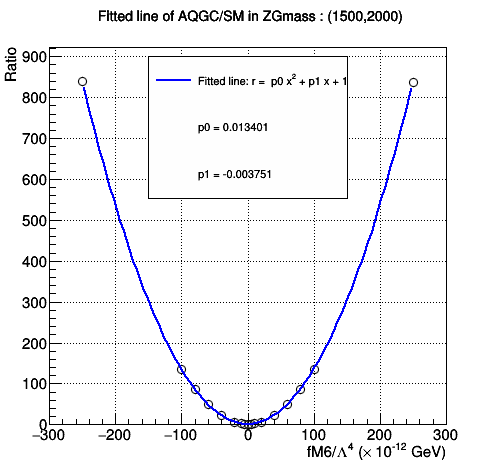 FItted line of AQGC/SM in ZGmass : (1500,2000)
Ratio
900
800
700
600
500
400
300
200
100
0
Fitted line: r = p0 x² + p1 x + 1
p0 = 0.013401
p1 = -0.003751
−300 −200 −100 0 100 200 300
fM6/Λ⁴ (× 10⁻¹² GeV)